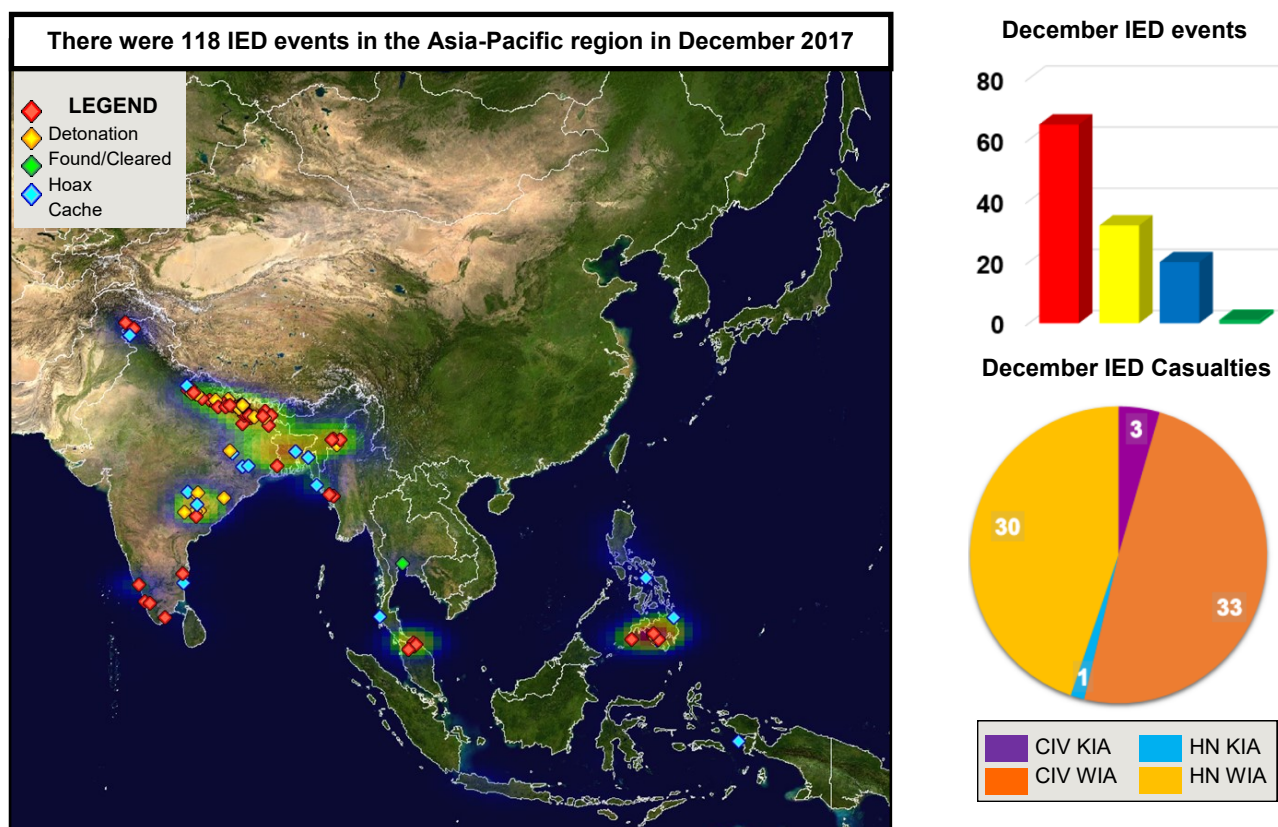 There were 118 IED events in the Asia-Pacific region in December 2017
LEGEND
Detonation
Found/Cleared
Hoax
Cache
December IED events
80
60
40
20
0
December IED Casualties
3
33
1
30
CIV KIA
HN KIA
CIV WIA
HN WIA